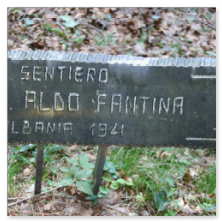 SENTIERO
ALDO FANTINA
LBANIA 1941